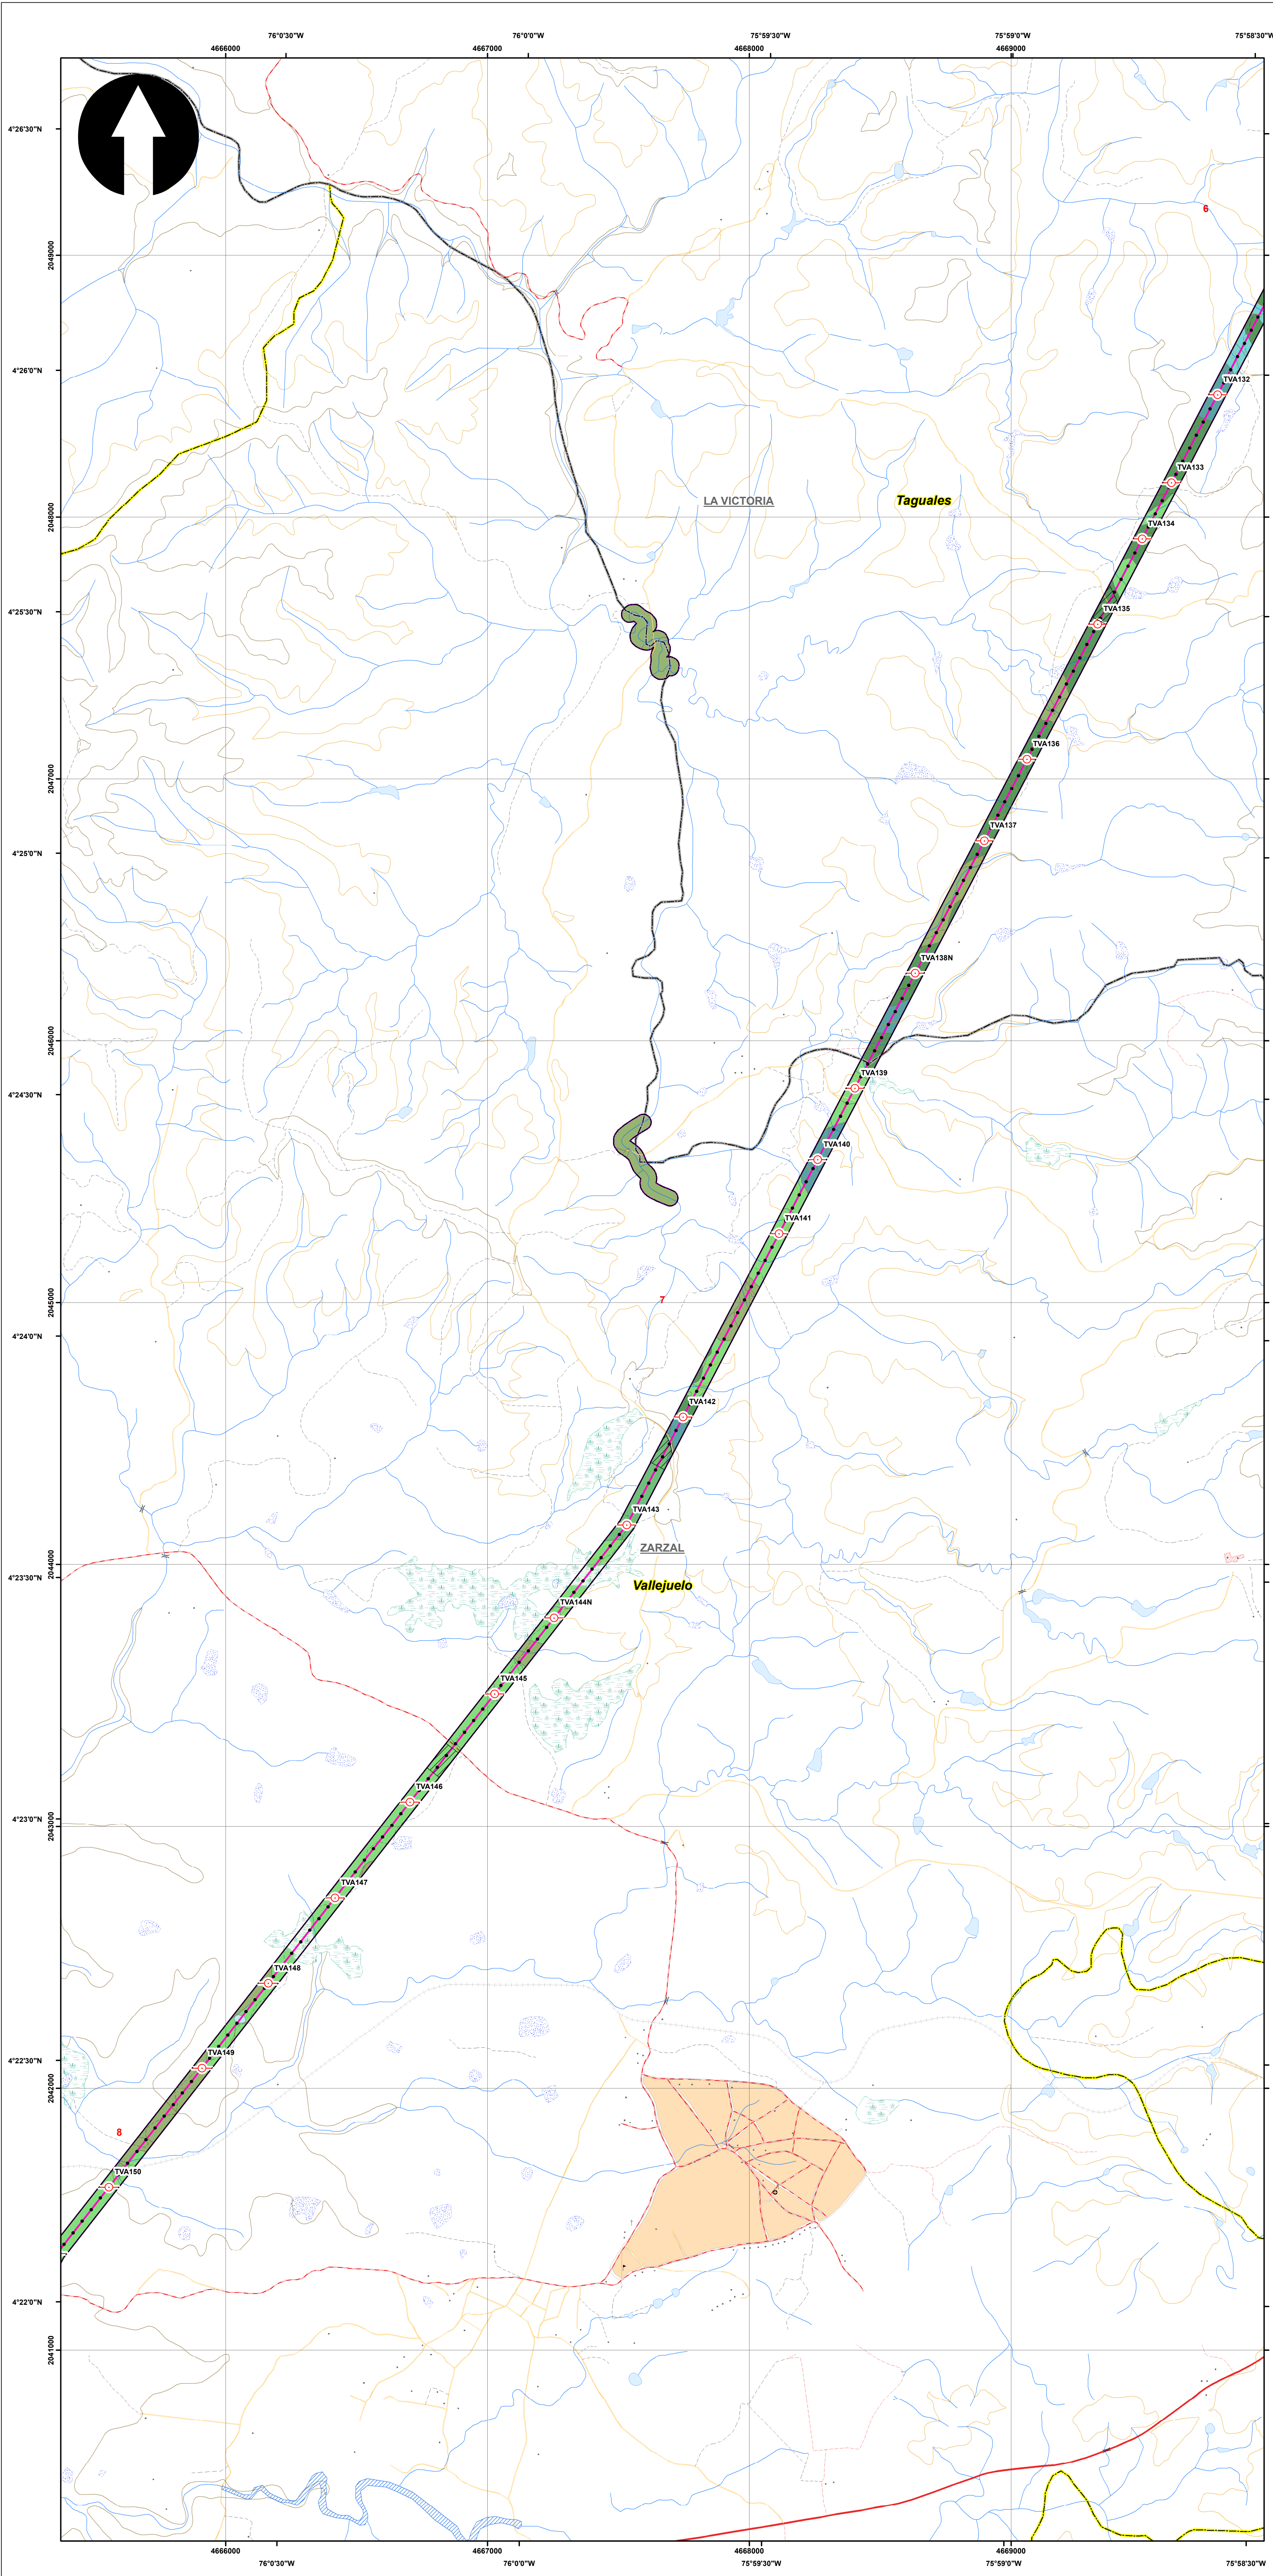 76°0'30"W 76°0'0"W 75°59'30"W 75°59'0"W 75°58'30"W
4666000 4667000 4668000 4669000
4°26'30"N
6
2049000
4°26'0"N
TVA132
TVA133
LA VICTORIA Taguales
2048000
TVA134
4°25'30"N
TVA135
TVA136
2047000
TVA137
4°25'0"N
TVA138N
2046000
TVA139
4°24'30"N
TVA140
TVA141
7
2045000
4°24'0"N
TVA142
TVA143
ZARZAL
2044000
4°23'30"N
Vallejuelo
TVA144N
TVA145
TVA146
4°23'0"N
2043000
TVA147
TVA148
TVA149
4°22'30"N
2042000
8
TVA150
4°22'0"N
2041000
4666000 4667000 4668000 4669000
76°0'30"W 76°0'0"W 75°59'30"W 75°59'0"W 75°58'30"W